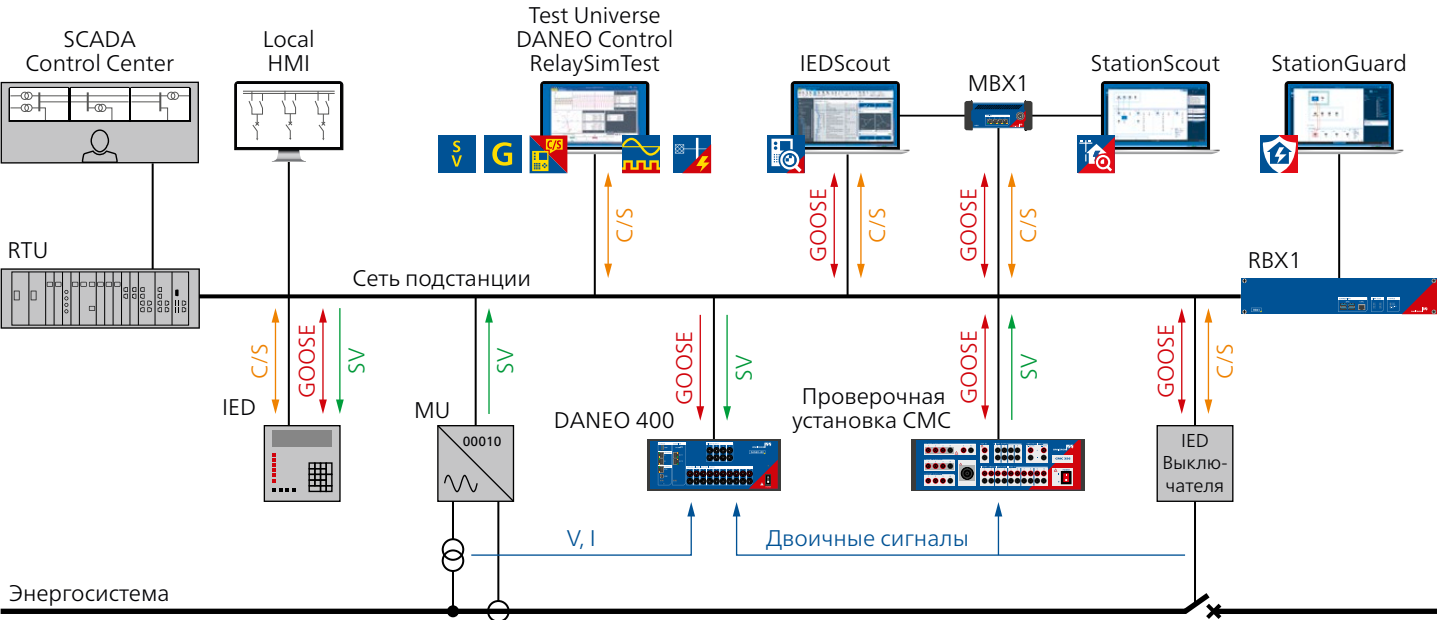 SCADA
Control Center
Local
HMI
Test Universe
DANEO Control
RelaySimTest
IEDScout
MBX1
StationScout
StationGuard
S
V
G
C/S
C/S
GOOSE
C/S
GOOSE
C/S
RTU
Сеть подстанции
RBX1
C/S
GOOSE
SV
SV
GOOSE
SV
GOOSE
SV
GOOSE
C/S
IED
MU
00010
DANEO 400
Проверочная
установка CMC
IED
Выклю-
чателя
V, I
Двоичные сигналы
Энергосистема